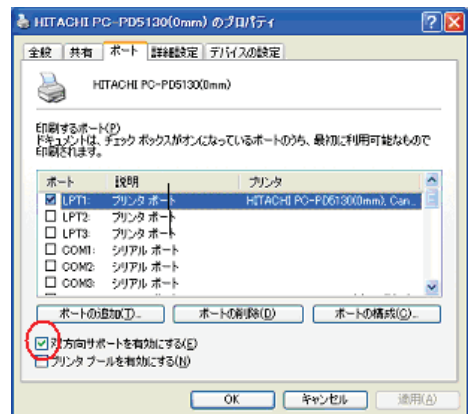 HITACHI PC-PD5130(0mm) のプロパティ
全般 共有 ポート 詳細設定 デバイスの設定
HITACHI PC-PD5130(0mm)
印刷するポート(P)
ドキュメントは、チェック ボックスがオンになっているポートのうち、最初に利用可能なもので
印刷されます。
ポート 説明 プリンタ
LPT1: プリンタ ポート HITACHI PC-PD5130(0mm), Can...
LPT2: プリンタ ポート
LPT3: プリンタ ポート
COM1: シリアル ポート
COM2: シリアル ポート
COM3: シリアル ポート
ポートの追加(T)... ポートの削除(D) ポートの構成(C)...
双方向サポートを有効にする(E)
プリンタ プールを有効にする(N)
OK キャンセル 適用(A)